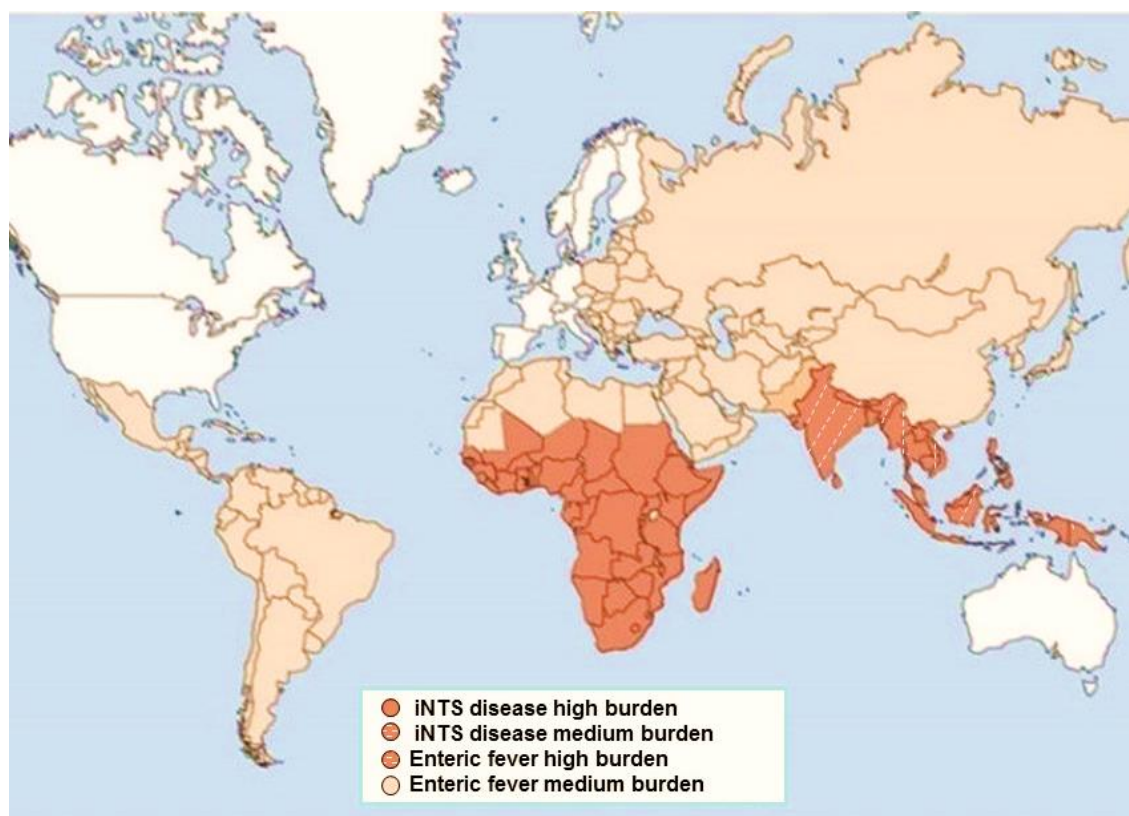 iNTS disease high burden
iNTS disease medium burden
Enteric fever high burden
Enteric fever medium burden